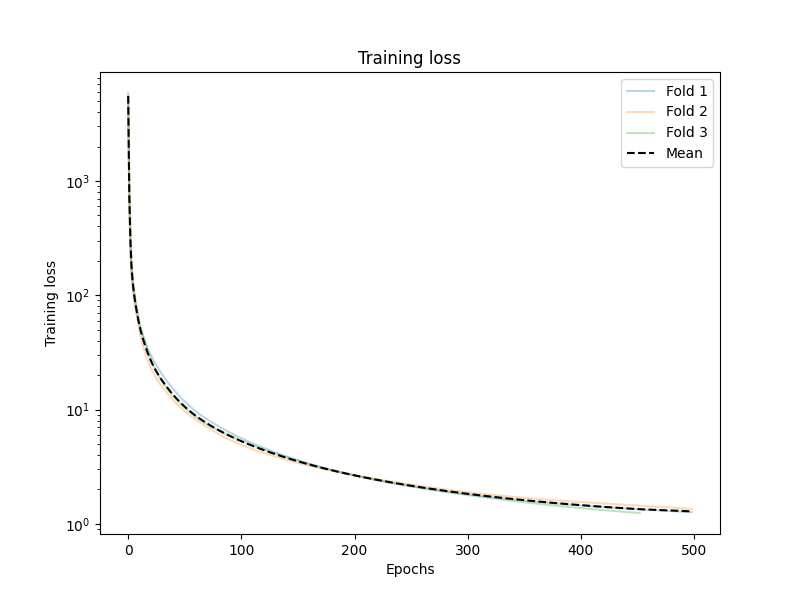 Training loss
Fold 1
Fold 2
Fold 3
Mean
Training loss
10³
10²
10¹
10⁰
0 100 200 300 400 500
Epochs